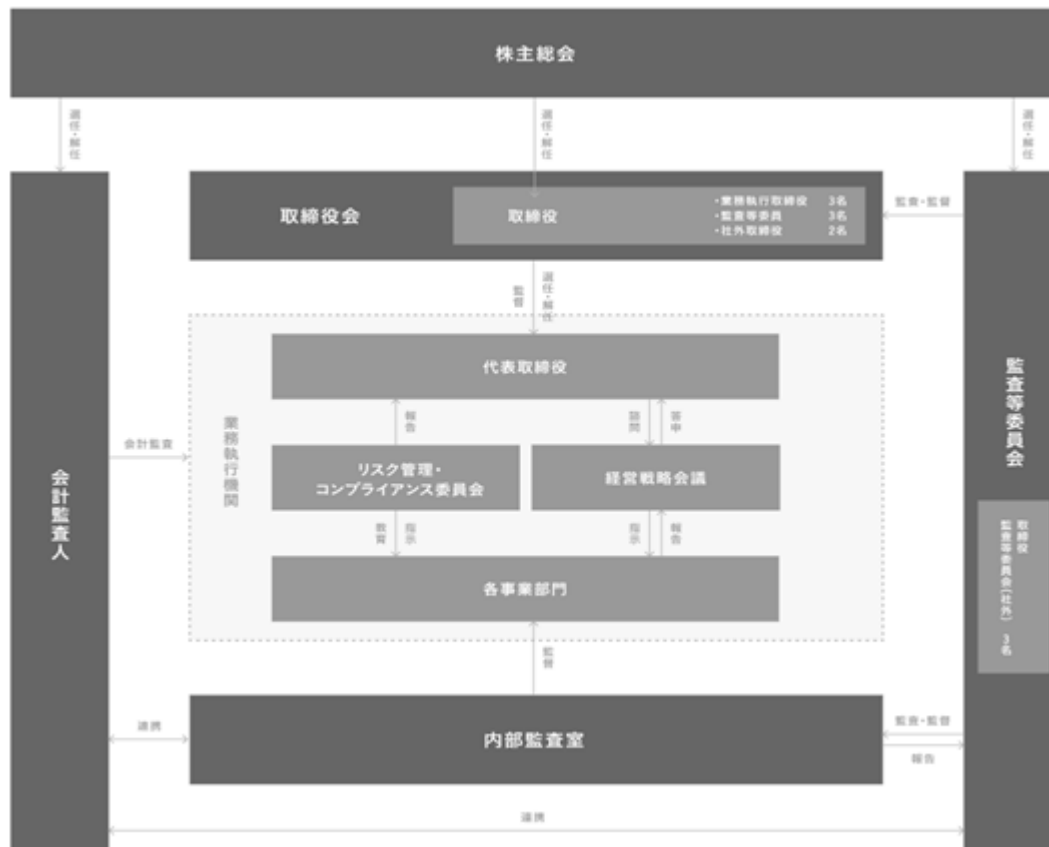 株主総会
選任・解任
選任・解任
選任・解任
取締役会
取締役
・業務執行取締役 3名
・監査等委員 3名
・社外取締役 2名
監査・監督
監督
選任・解任
業務執行機関
代表取締役
報告
諮問
答申
会計監査
リスク管理・
コンプライアンス委員会
経営戦略会議
教育
指示
指示
報告
各事業部門
監督
会計監査人
監査等委員会
取締役
監査等委員会(社外) 3名
連携
内部監査室
監査・監督
報告
連携